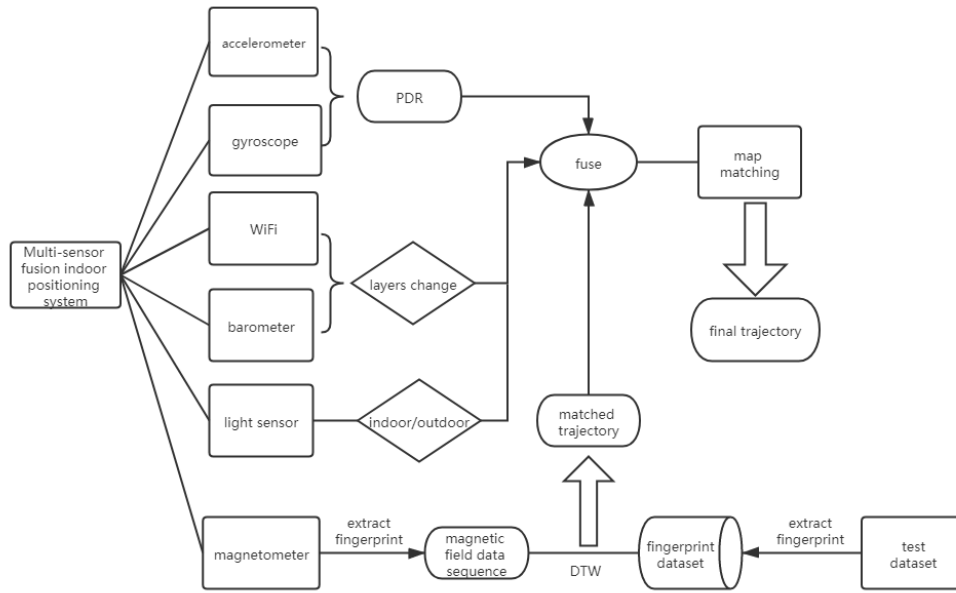 accelerometer
PDR
gyroscope
fuse
map
matching
WiFi
Multi-sensor
fusion indoor
positioning
system
layers change
barometer
final trajectory
light sensor
indoor/outdoor
matched
trajectory
magnetometer
extract
fingerprint
magnetic
field data
sequence
DTW
fingerprint
dataset
extract
fingerprint
test
dataset